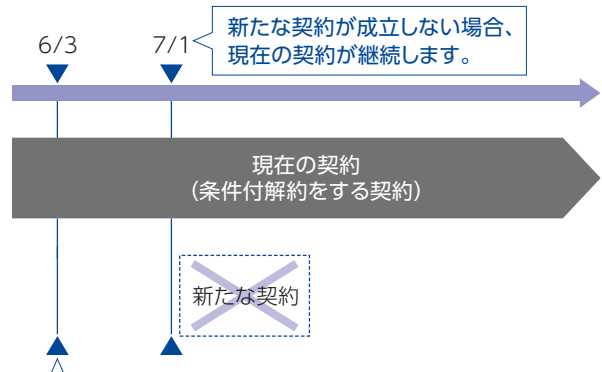 6/3
7/1
新たな契約が成立しない場合、
現在の契約が継続します。
現在の契約
(条件付解約をする契約)
新たな契約